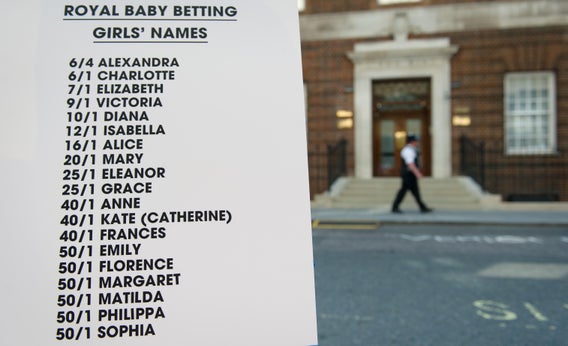 ROYAL BABY BETTING
GIRLS' NAMES
6/4 ALEXANDRA
6/1 CHARLOTTE
7/1 ELIZABETH
9/1 VICTORIA
10/1 DIANA
12/1 ISABELLA
16/1 ALICE
20/1 MARY
25/1 ELEANOR
25/1 GRACE
40/1 ANNE
40/1 KATE (CATHERINE)
40/1 FRANCES
50/1 EMILY
50/1 FLORENCE
50/1 MARGARET
50/1 MATILDA
50/1 PHILIPPA
50/1 SOPHIA